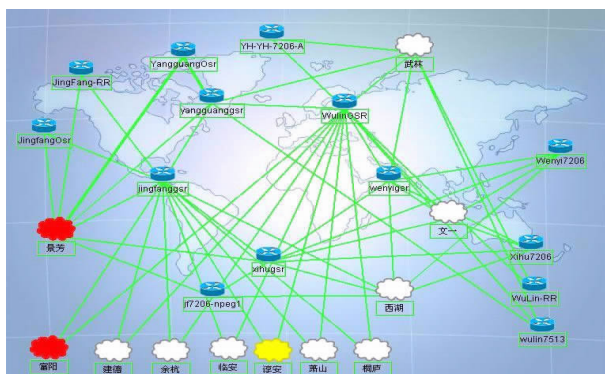 YH-YH-7206-A
YangguangOsr
武林
JingFang-RR
yangguanggsr
WulinGSR
JingfangOsr
Wenyi7206
jingfanggsr
wenyigsr
文一
景芳
xihugsr
Xihu7206
jf7206-npeg1
西湖
WuLin-RR
wulin7513
富阳
建德
余杭
临安
淳安
萧山
桐庐